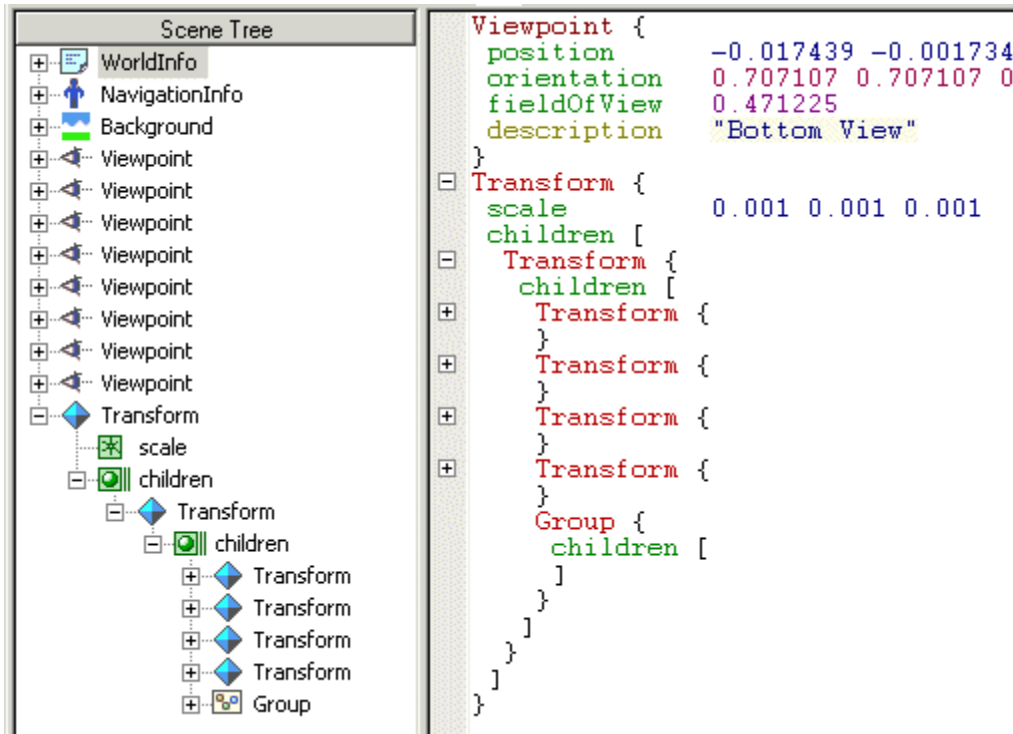 Scene Tree
WorldInfo
NavigationInfo
Background
Viewpoint
Viewpoint
Viewpoint
Viewpoint
Viewpoint
Viewpoint
Viewpoint
Viewpoint
Transform
scale
children
Transform
children
Transform
Transform
Transform
Transform
Group
Viewpoint {
position -0.017439 -0.001734
orientation 0.707107 0.707107 0
fieldOfView 0.471225
description "Bottom View"
}
Transform {
scale 0.001 0.001 0.001
children [
Transform {
children [
Transform {
}
Transform {
}
Transform {
}
Transform {
}
Group {
children [
]
}
]
}
]
}